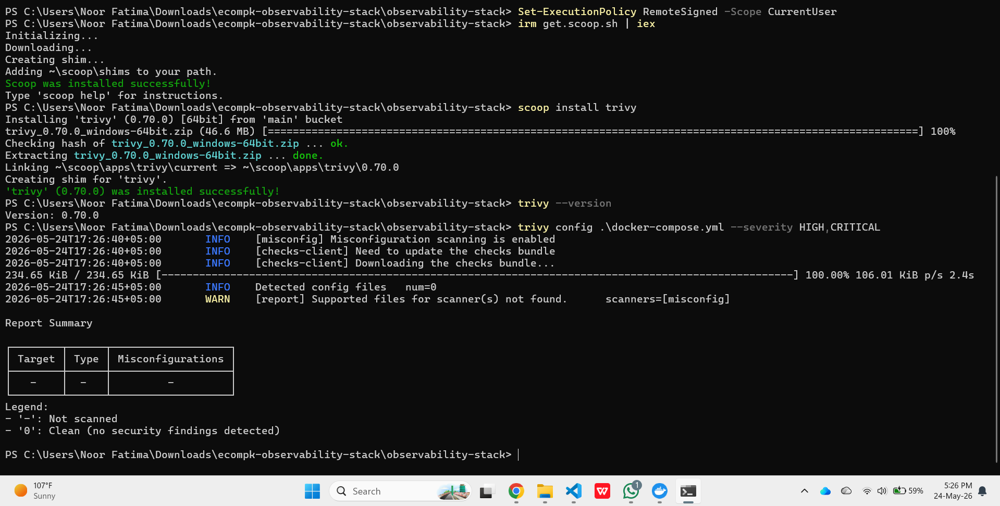 PS C:\Users\Noor Fatima\Downloads\ecompk-observability-stack\observability-stack> Set-ExecutionPolicy RemoteSigned -Scope CurrentUser
PS C:\Users\Noor Fatima\Downloads\ecompk-observability-stack\observability-stack> irm get.scoop.sh | iex
Initializing...
Downloading...
Creating shim...
Adding ~\scoop\shims to your path.
Scoop was installed successfully!
Type 'scoop help' for instructions.
PS C:\Users\Noor Fatima\Downloads\ecompk-observability-stack\observability-stack> scoop install trivy
Installing 'trivy' (0.70.0) [64bit] from 'main' bucket
trivy_0.70.0_windows-64bit.zip (46.6 MB) [========================================================================================================] 100%
Checking hash of trivy_0.70.0_windows-64bit.zip ... ok.
Extracting trivy_0.70.0_windows-64bit.zip ... done.
Linking ~\scoop\apps\trivy\current => ~\scoop\apps\trivy\0.70.0
Creating shim for 'trivy'.
'trivy' (0.70.0) was installed successfully!
PS C:\Users\Noor Fatima\Downloads\ecompk-observability-stack\observability-stack> trivy --version
Version: 0.70.0
PS C:\Users\Noor Fatima\Downloads\ecompk-observability-stack\observability-stack> trivy config .\docker-compose.yml --severity HIGH,CRITICAL
2026-05-24T17:26:40+05:00 INFO [misconfig] Misconfiguration scanning is enabled
2026-05-24T17:26:40+05:00 INFO [checks-client] Need to update the checks bundle
2026-05-24T17:26:40+05:00 INFO [checks-client] Downloading the checks bundle...
234.65 KiB / 234.65 KiB [-----------------------------------------------------------------------------------------------------] 100.00% 106.01 KiB p/s 2.4s
2026-05-24T17:26:45+05:00 INFO Detected config files num=0
2026-05-24T17:26:45+05:00 WARN [report] Supported files for scanner(s) not found. scanners=[misconfig]
Report Summary
Target Type Misconfigurations
- - -
Legend:
- '-': Not scanned
- '0': Clean (no security findings detected)
PS C:\Users\Noor Fatima\Downloads\ecompk-observability-stack\observability-stack>
107°F
Sunny
Search
W
1
59%
5:26 PM
24-May-26